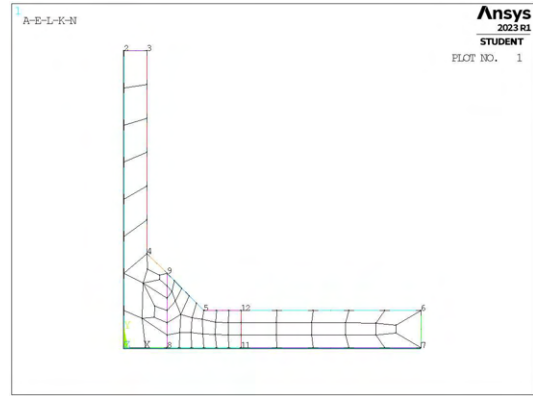 1
A-E-L-K-N
Ansys
2023 R1
STUDENT
PLOT NO. 1
2 3
4
9
5 12 6
Y
X
8 11 7